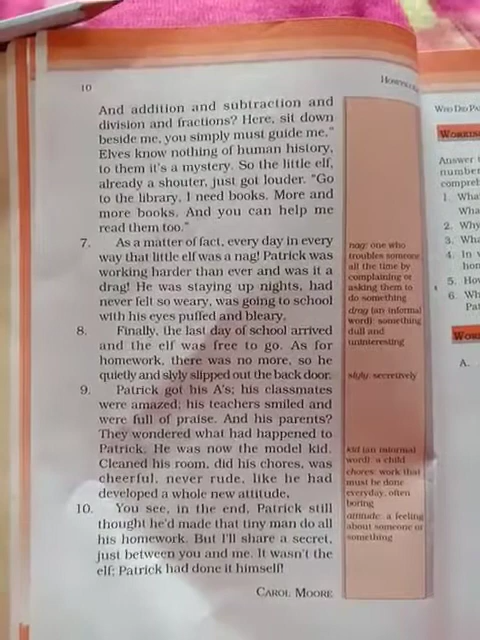 10
And addition and subtraction and
division and fractions? Here, sit down
beside me, you simply must guide me."
Elves know nothing of human history,
to them it's a mystery. So the little elf,
already a shouter, just got louder. "Go
to the library, I need books. More and
more books. And you can help me
read them too."
7. As a matter of fact, every day in every
way that little elf was a nag! Patrick was
working harder than ever and was it a
drag! He was staying up nights, had
never felt so weary, was going to school
with his eyes puffed and bleary.
8. Finally, the last day of school arrived
and the elf was free to go. As for
homework, there was no more, so he
quietly and slyly slipped out the back door.
9. Patrick got his A's; his classmates
were amazed; his teachers smiled and
were full of praise. And his parents?
They wondered what had happened to
Patrick. He was now the model kid.
Cleaned his room, did his chores, was
cheerful, never rude, like he had
developed a whole new attitude.
10. You see, in the end, Patrick still
thought he'd made that tiny man do all
his homework. But I'll share a secret,
just between you and me. It wasn't the
elf; Patrick had done it himself!
CAROL MOORE
nag: one who
troubles someone
all the time by
complaining or
asking them to
do something
drag (an informal
word): something
dull and
uninteresting
slyly: secretively
kid (an informal
word): a child
chores: work that
must be done
everyday, often
boring
attitude: a feeling
about someone or
something
WHO DID
Answer
1.
2. Why
3.
4. In
5.
6.
A.